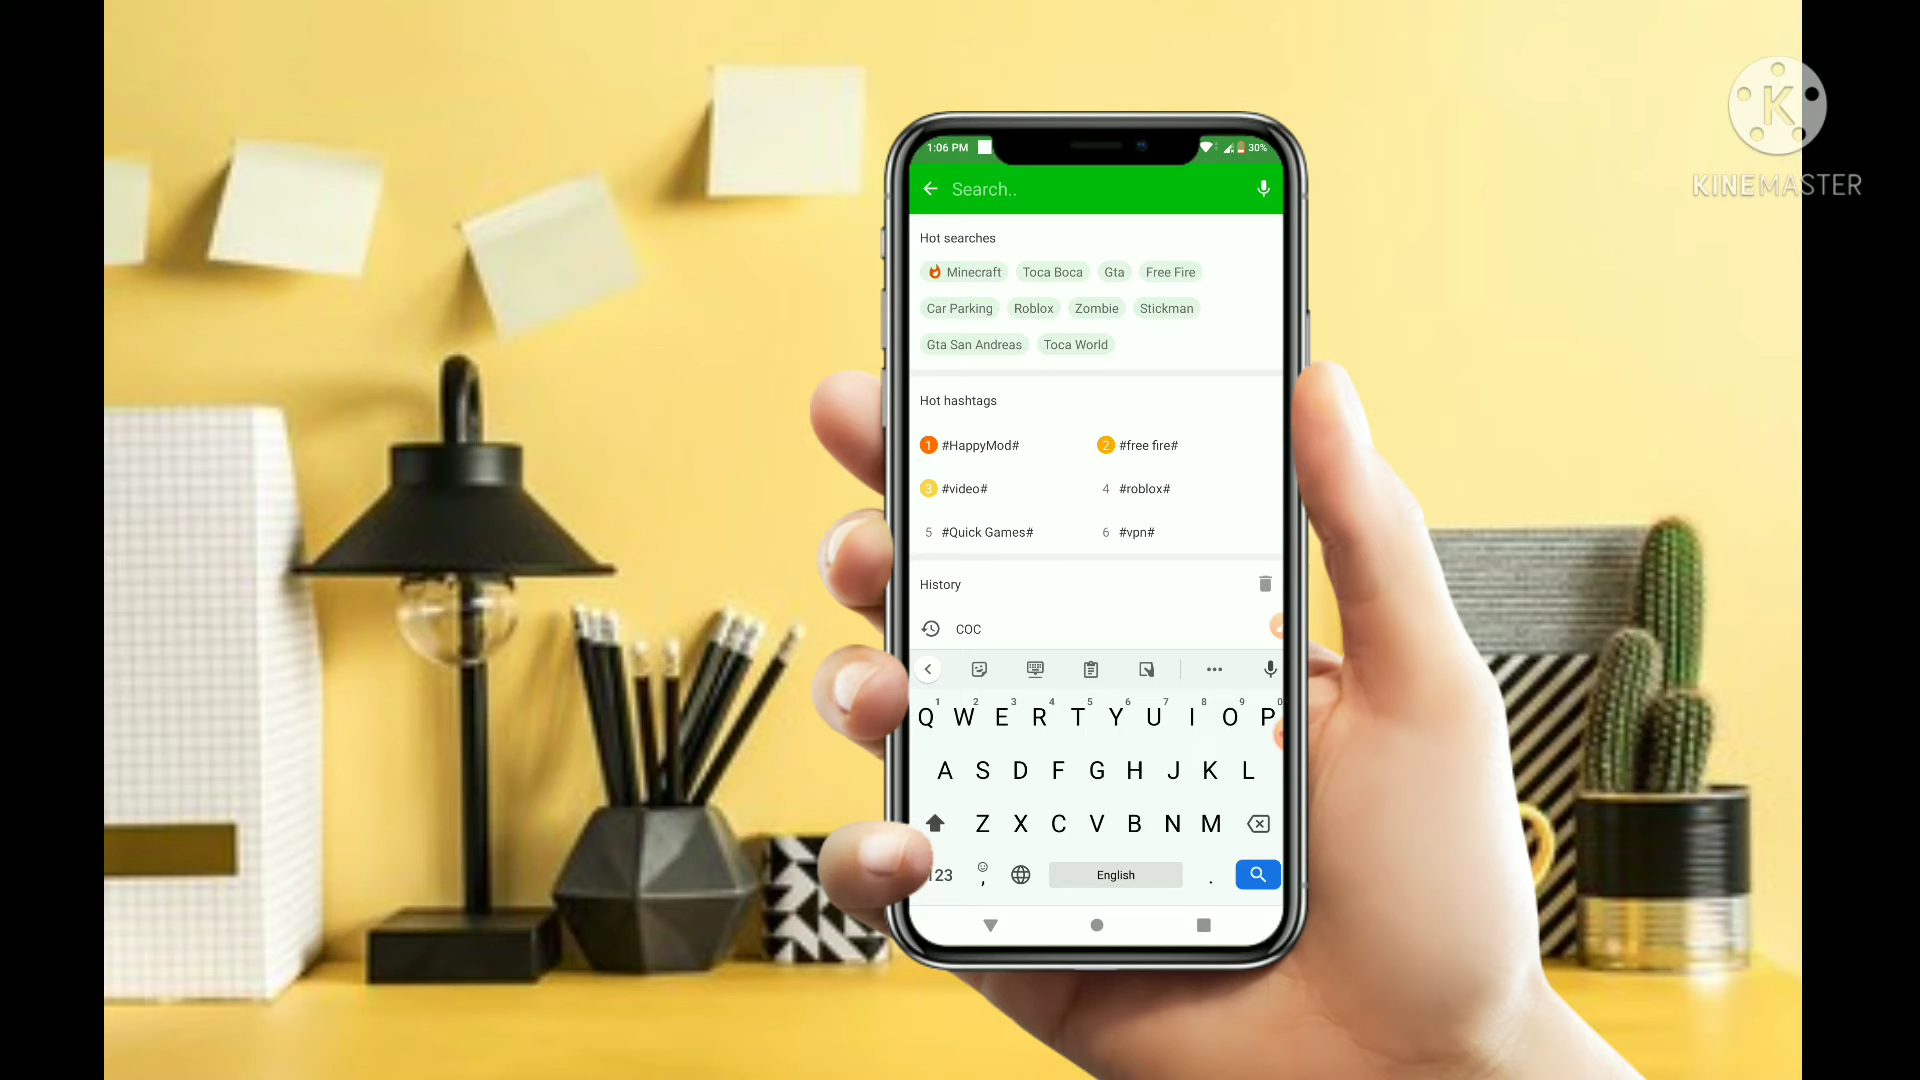 K
KINEMASTER
1:06 PM 30%
Search..
Hot searches
Minecraft Toca Boca Gta Free Fire
Car Parking Roblox Zombie Stickman
Gta San Andreas Toca World
Hot hashtags
1 #HappyMod# 2 #free fire#
3 #video# 4 #roblox#
5 #Quick Games# 6 #vpn#
History
COC
1 2 3 4 5 6 7 8 9 0
Q W E R T Y U I O P
A S D F G H J K L
Z X C V B N M
123 , English .